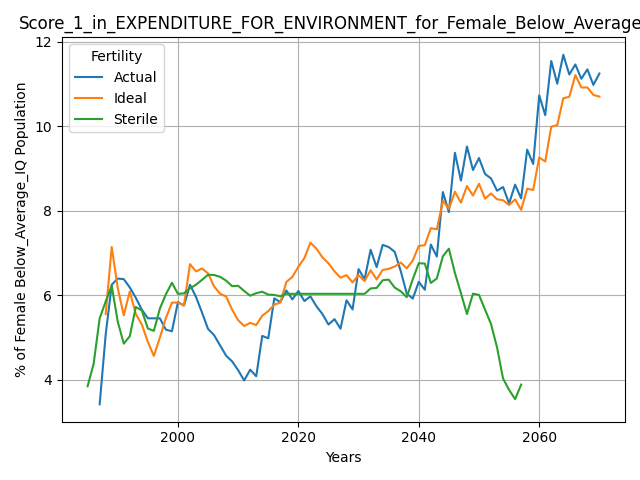 Score_1_in_EXPENDITURE_FOR_ENVIRONMENT_for_Female_Below_Average
Fertility
Actual
Ideal
Sterile
% of Female Below_Average_IQ Population
12
10
8
6
4
2000 2020 2040 2060
Years